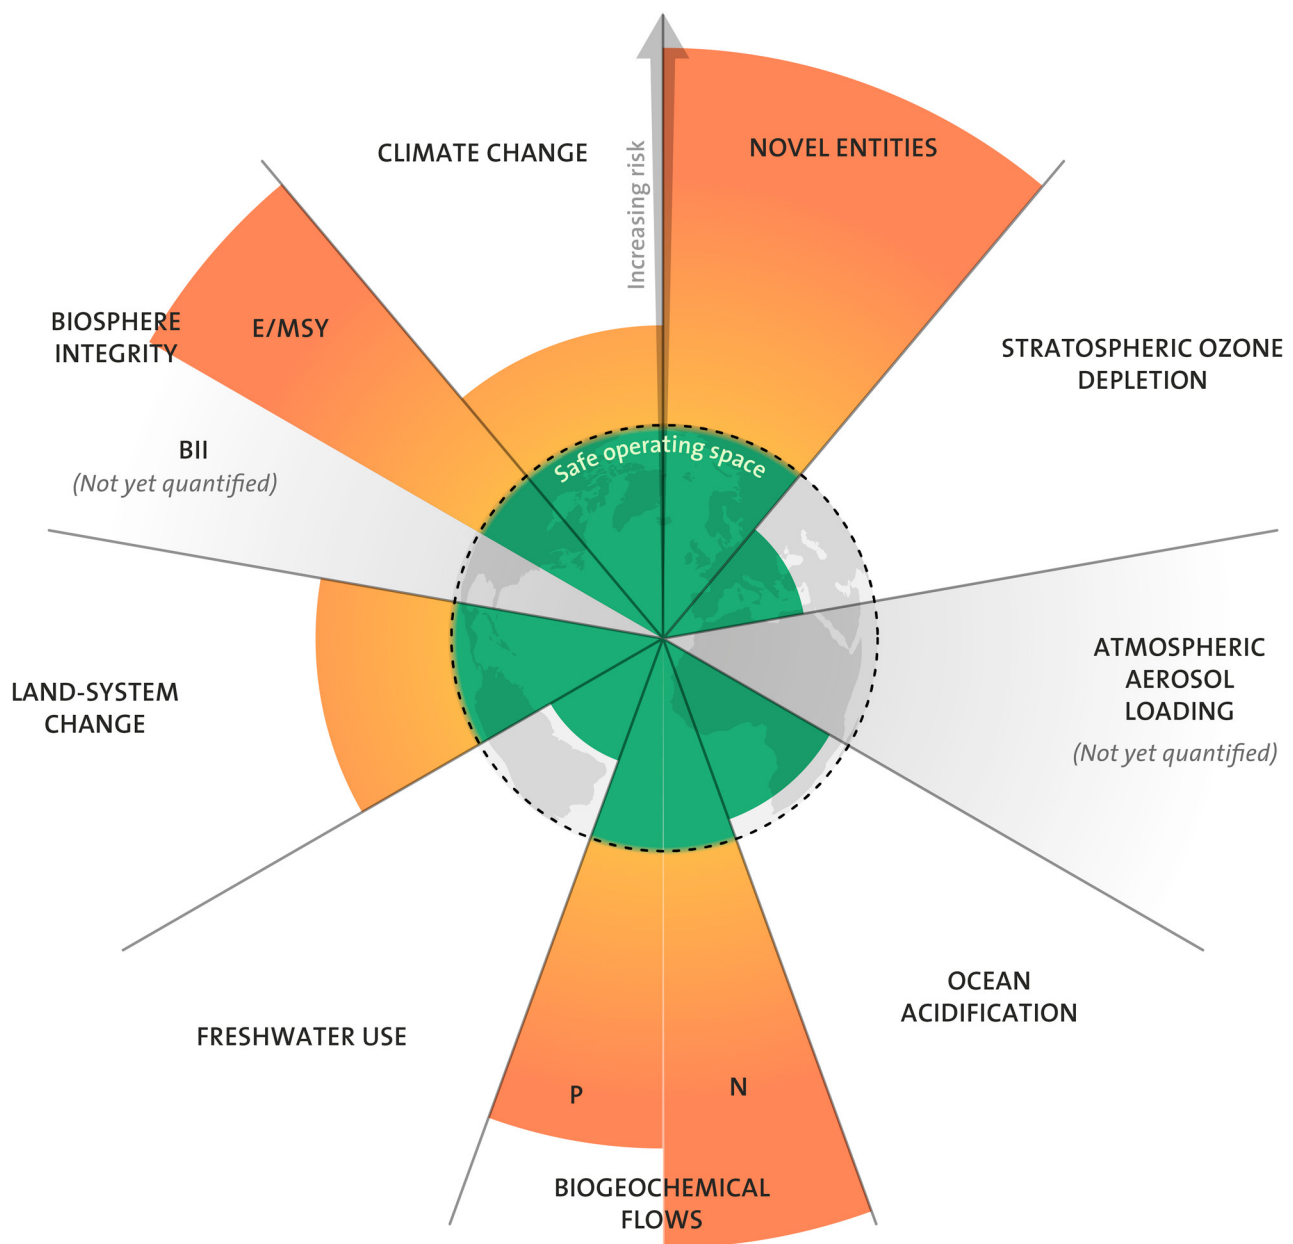 CLIMATE CHANGE
Increasing risk
NOVEL ENTITIES
BIOSPHERE
INTEGRITY
E/MSY
STRATOSPHERIC OZONE
DEPLETION
BII
(Not yet quantified)
Safe operating space
ATMOSPHERIC
AEROSOL
LOADING
(Not yet quantified)
LAND-SYSTEM
CHANGE
OCEAN
ACIDIFICATION
FRESHWATER USE
P
N
BIOGEOCHEMICAL
FLOWS